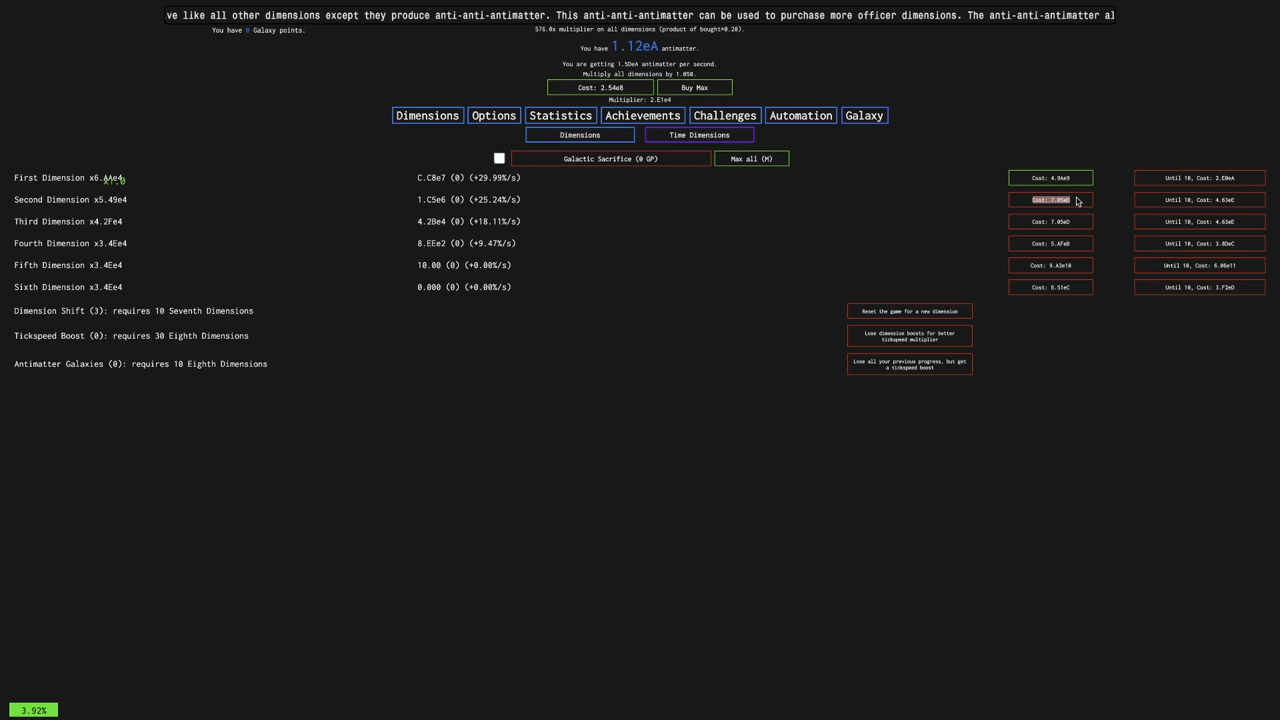 ve like all other dimensions except they produce anti-anti-antimatter. This anti-anti-antimatter can be used to purchase more officer dimensions. The anti-anti-antimatter al
You have 0 Galaxy points.
576.0x multiplier on all dimensions (product of bought*0.20).
You have 1.12eA antimatter.
You are getting 1.5DeA antimatter per second.
Multiply all dimensions by 1.050.
Cost: 2.54e8 Buy Max
Multiplier: 2.E1e4
Dimensions Options Statistics Achievements Challenges Automation Galaxy
Dimensions Time Dimensions
Galactic Sacrifice (0 GP) Max all (M)
First Dimension x6.AAe4 C.C8e7 (0) (+29.99%/s) Cost: 4.9Ae9 Until 10, Cost: 2.E0eA
x1.0
Second Dimension x5.49e4 1.C5e6 (0) (+25.24%/s) Cost: 7.05eD Until 10, Cost: 4.63eE
Third Dimension x4.2Fe4 4.2Be4 (0) (+18.11%/s) Cost: 7.05eD Until 10, Cost: 4.63eE
Fourth Dimension x3.4Ee4 8.EEe2 (0) (+9.47%/s) Cost: 5.AFeB Until 10, Cost: 3.8DeC
Fifth Dimension x3.4Ee4 10.00 (0) (+0.00%/s) Cost: 9.A3e10 Until 10, Cost: 6.06e11
Sixth Dimension x3.4Ee4 0.000 (0) (+0.00%/s) Cost: 6.51eC Until 10, Cost: 3.F2eD
Dimension Shift (3): requires 10 Seventh Dimensions Reset the game for a new dimension
Tickspeed Boost (0): requires 30 Eighth Dimensions Lose dimension boosts for better
tickspeed multiplier
Antimatter Galaxies (0): requires 10 Eighth Dimensions Lose all your previous progress, but get
a tickspeed boost
3.92%